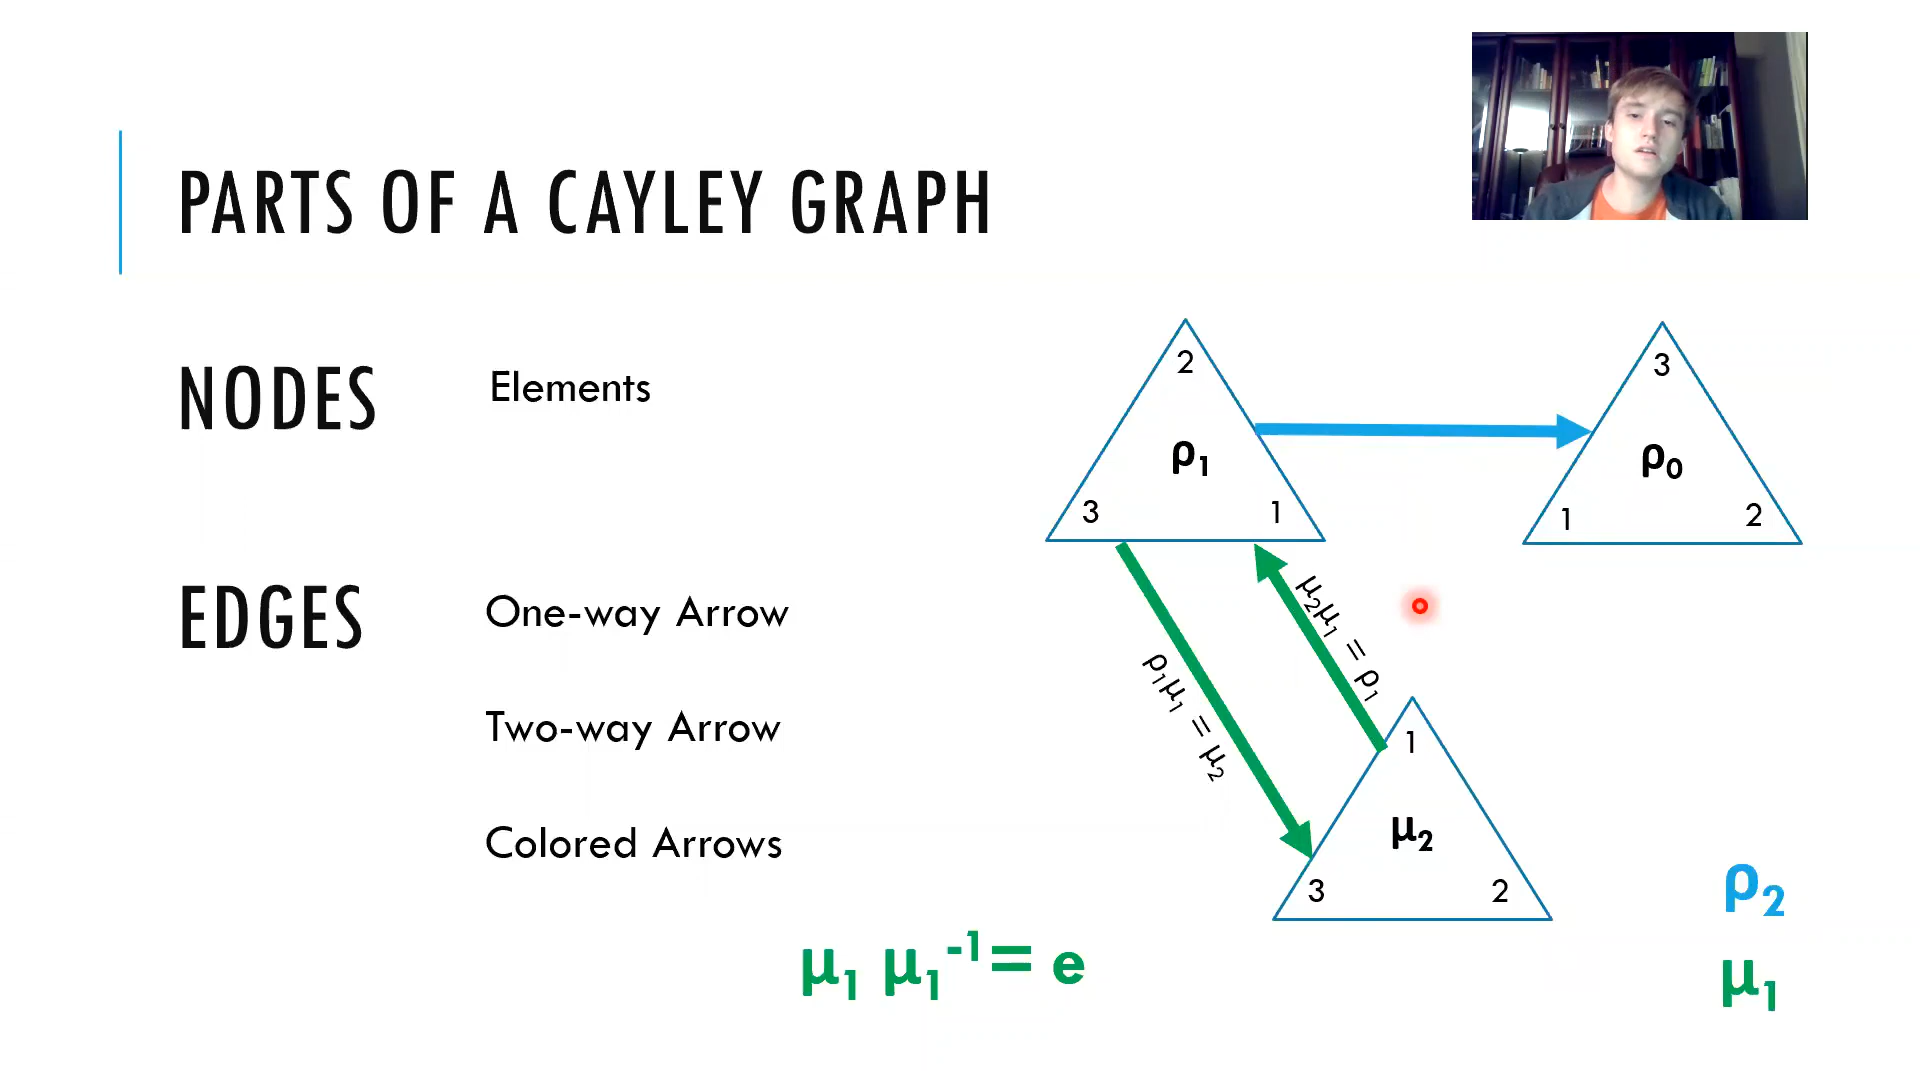 PARTS OF A CAYLEY GRAPH
NODES
Elements
EDGES
One-way Arrow
Two-way Arrow
Colored Arrows
2
ρ₁
3 1
3
ρ₀
1 2
ρ₁μ₁ = μ₂
μ₂μ₁ = ρ₁
1
μ₂
3 2
μ₁ μ₁⁻¹= e
ρ₂
μ₁